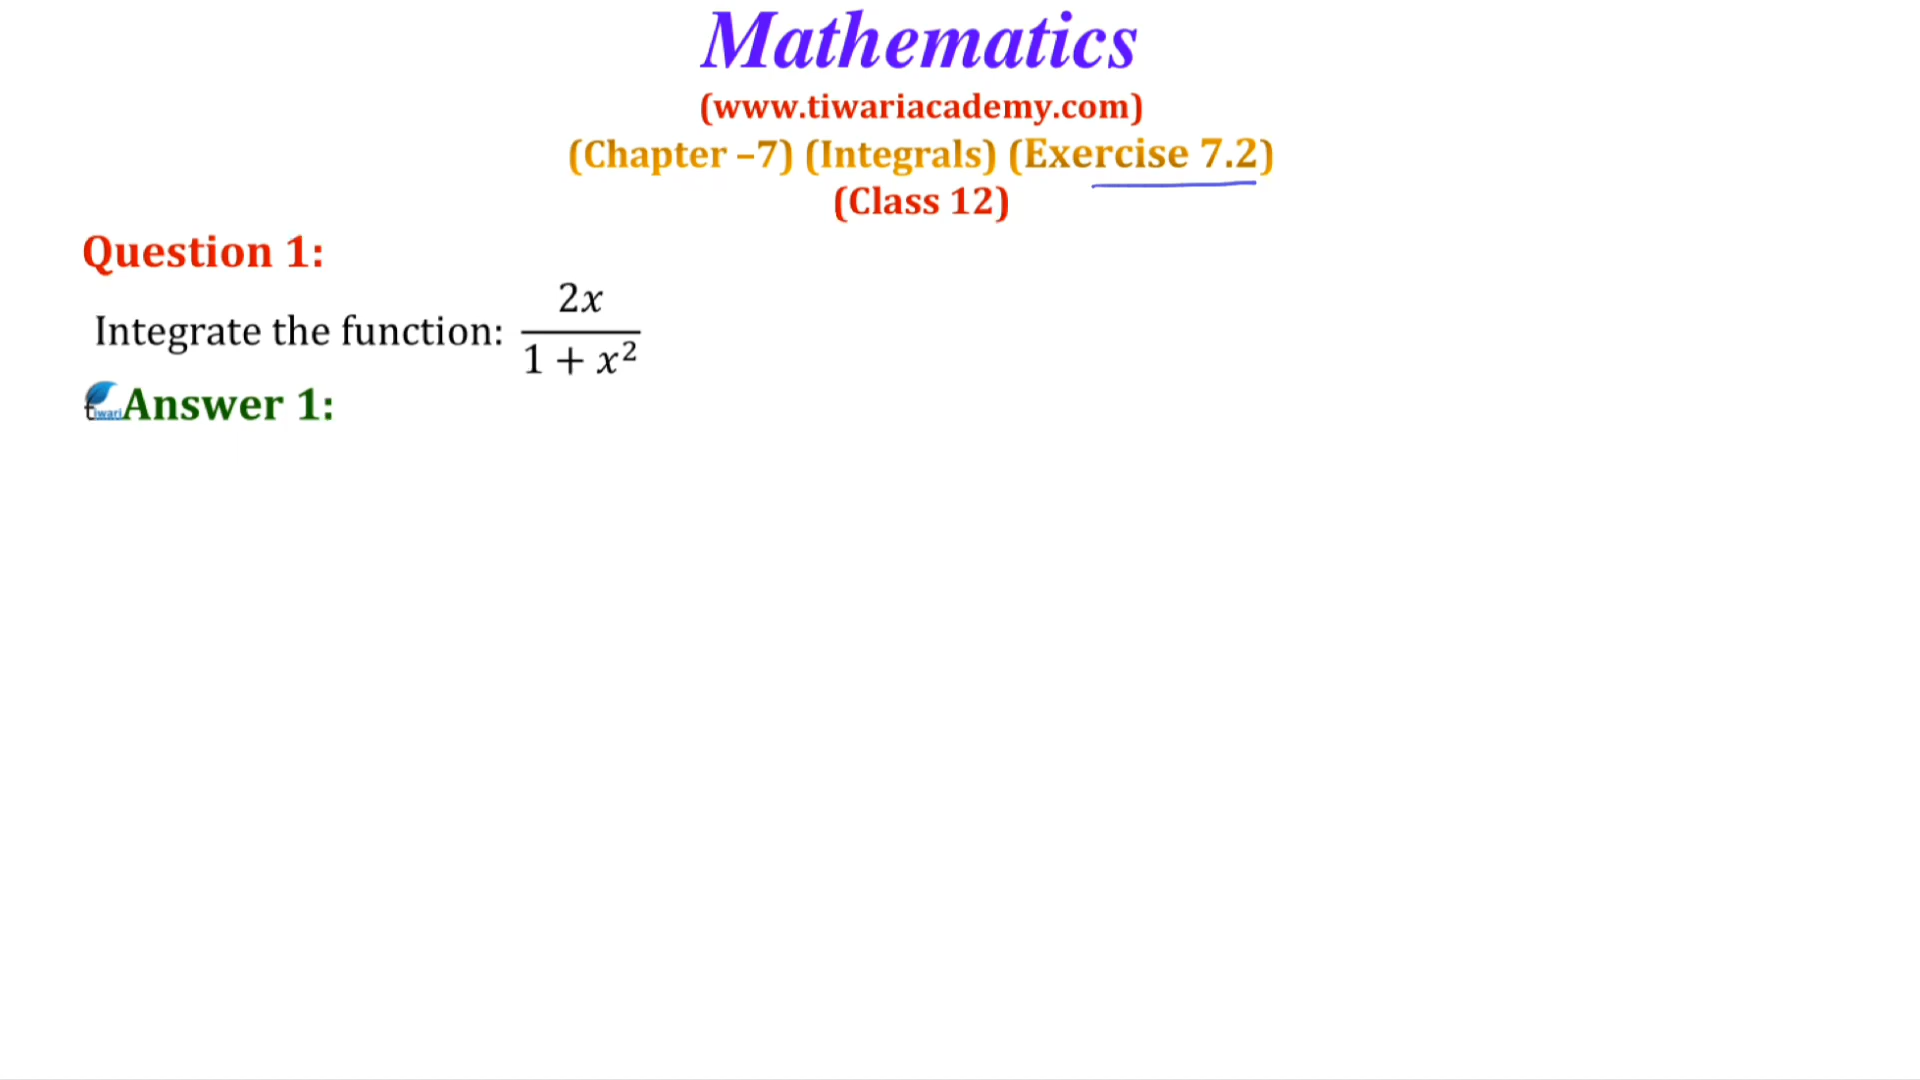 Mathematics
(www.tiwariacademy.com)
(Chapter –7) (Integrals) (Exercise 7.2)
(Class 12)
Question 1:
Integrate the function: 2x / 1 + x²
tiwari Answer 1: